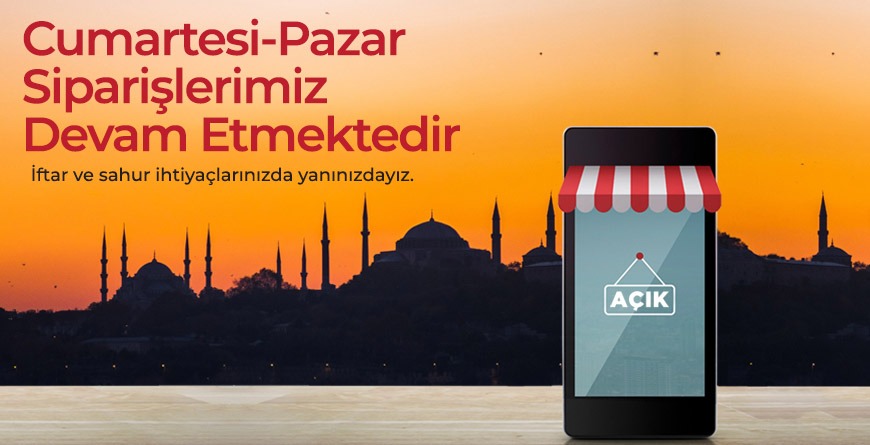 Cumartesi-Pazar
Siparişlerimiz
Devam Etmektedir
İftar ve sahur ihtiyaçlarınızda yanınızdayız.
AÇIK